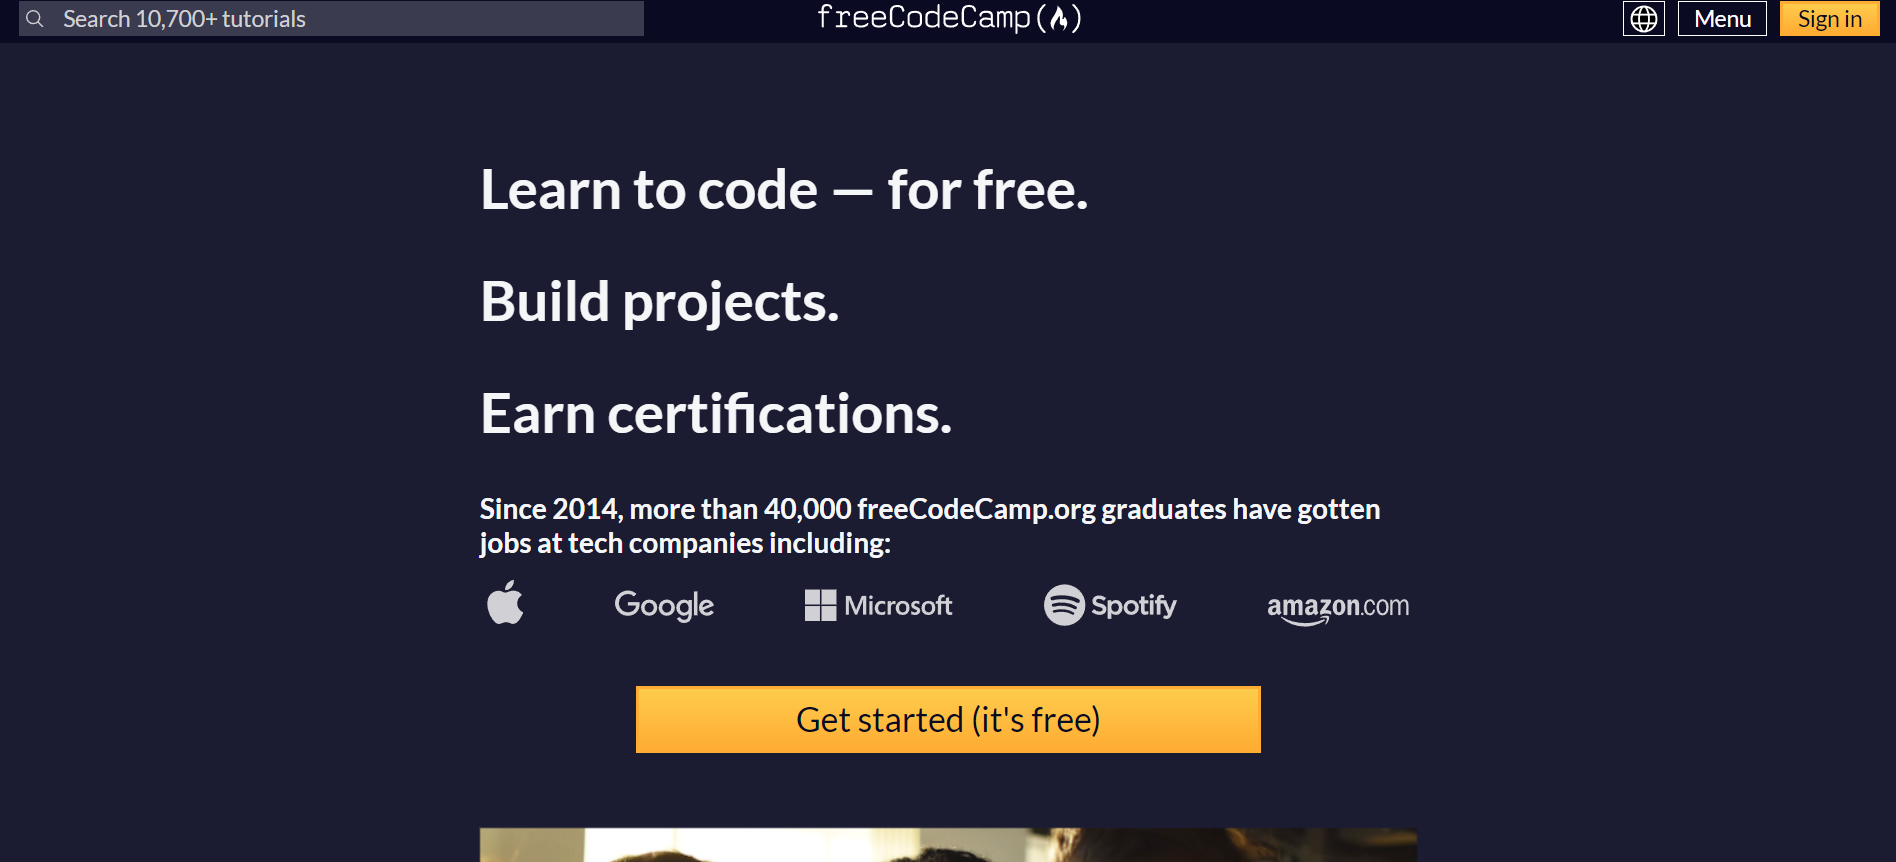 Search 10,700+ tutorials
freeCodeCamp(🔥)
Menu
Sign in
Learn to code — for free.
Build projects.
Earn certifications.
Since 2014, more than 40,000 freeCodeCamp.org graduates have gotten
jobs at tech companies including:
Google
Microsoft
Spotify
amazon.com
Get started (it's free)